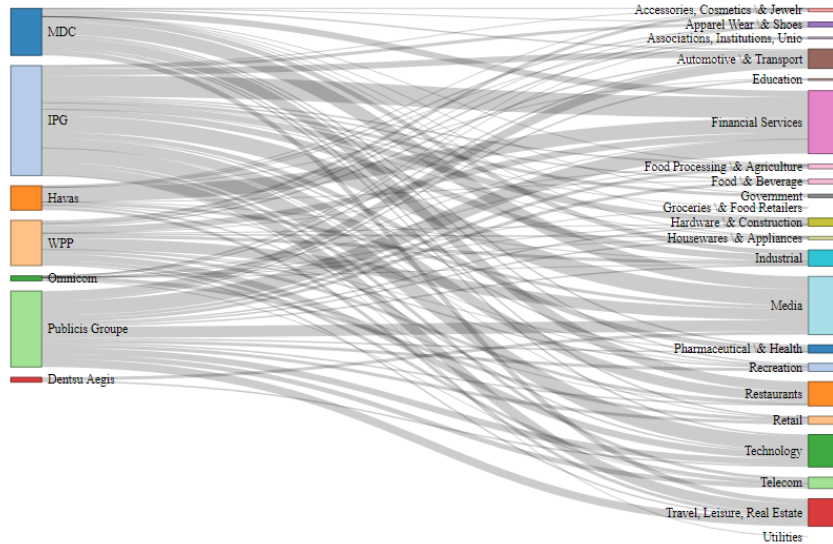 MDC
IPG
Havas
WPP
Omnicom
Publicis Groupe
Dentsu Aegis
Accessories, Cosmetics \& Jewelr
Apparel Wear \& Shoes
Associations, Institutions, Unio
Automotive \& Transport
Education
Financial Services
Food Processing \& Agriculture
Food \& Beverage
Government
Groceries \& Food Retailers
Hardware \& Construction
Housewares \& Appliances
Industrial
Media
Pharmaceutical \& Health
Recreation
Restaurants
Retail
Technology
Telecom
Travel, Leisure, Real Estate
Utilities